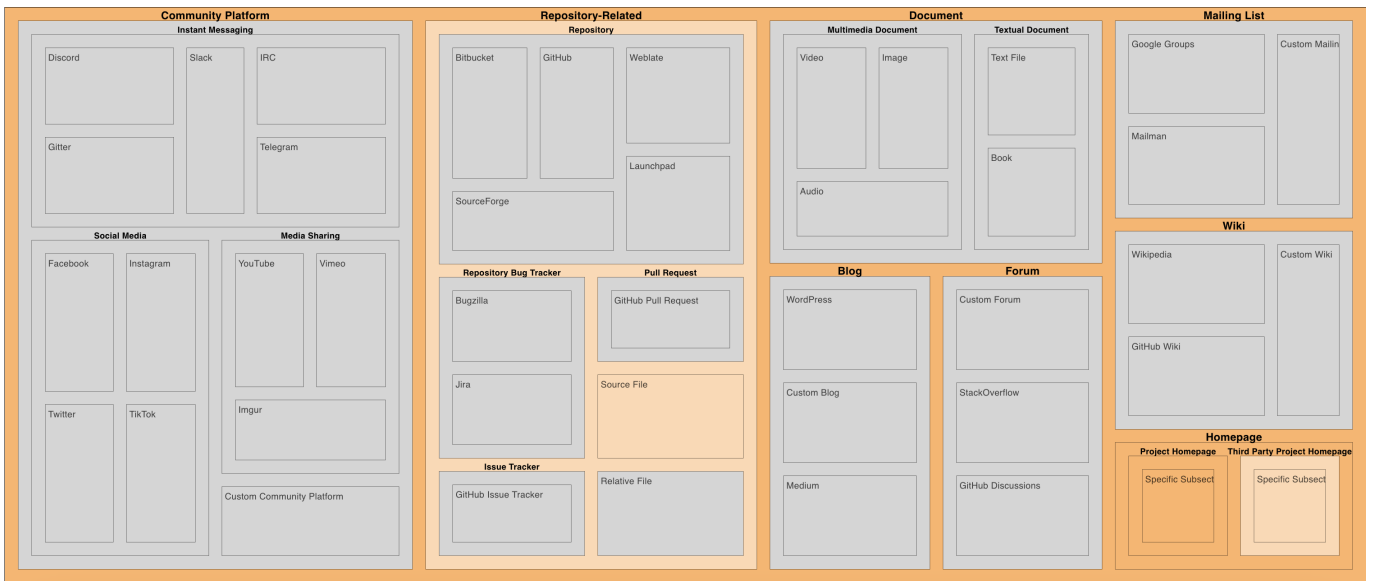 Community Platform
Instant Messaging
Discord
Slack
IRC
Gitter
Telegram
Social Media
Facebook
Instagram
Twitter
TikTok
Media Sharing
YouTube
Vimeo
Imgur
Custom Community Platform
Repository-Related
Repository
Bitbucket
GitHub
Weblate
Launchpad
SourceForge
Repository Bug Tracker
Bugzilla
Jira
Pull Request
GitHub Pull Request
Source File
Issue Tracker
GitHub Issue Tracker
Relative File
Document
Multimedia Document
Video
Image
Audio
Textual Document
Text File
Book
Blog
WordPress
Custom Blog
Medium
Forum
Custom Forum
StackOverflow
GitHub Discussions
Mailing List
Google Groups
Custom Mailin
Mailman
Wiki
Wikipedia
Custom Wiki
GitHub Wiki
Homepage
Project Homepage
Specific Subsect
Third Party Project Homepage
Specific Subsect